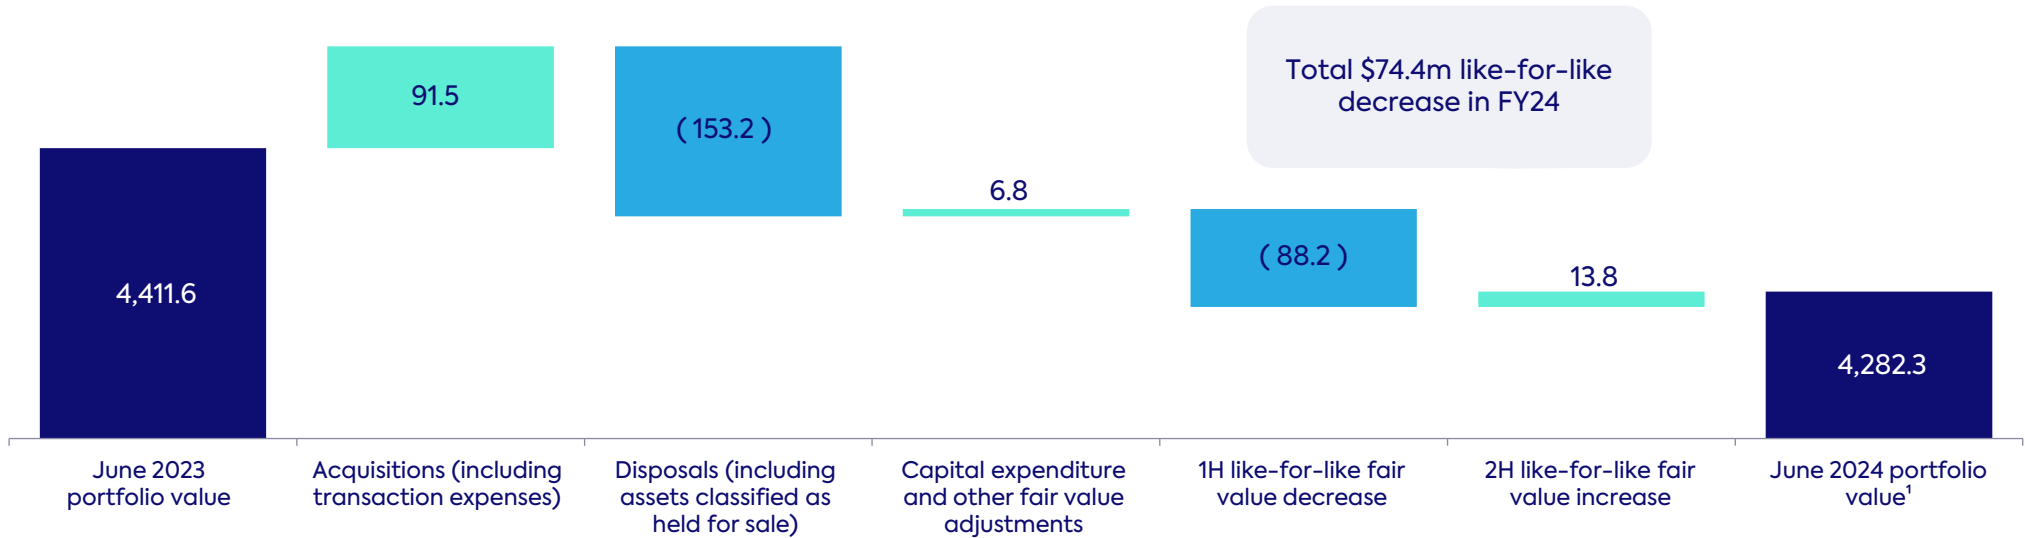 Total $74.4m like-for-like
decrease in FY24
91.5
( 153.2 )
6.8
( 88.2 )
13.8
4,411.6
4,282.3
June 2023
portfolio value
Acquisitions (including
transaction expenses)
Disposals (including
assets classified as
held for sale)
Capital expenditure
and other fair value
adjustments
1H like-for-like fair
value decrease
2H like-for-like fair
value increase
June 2024 portfolio
value¹